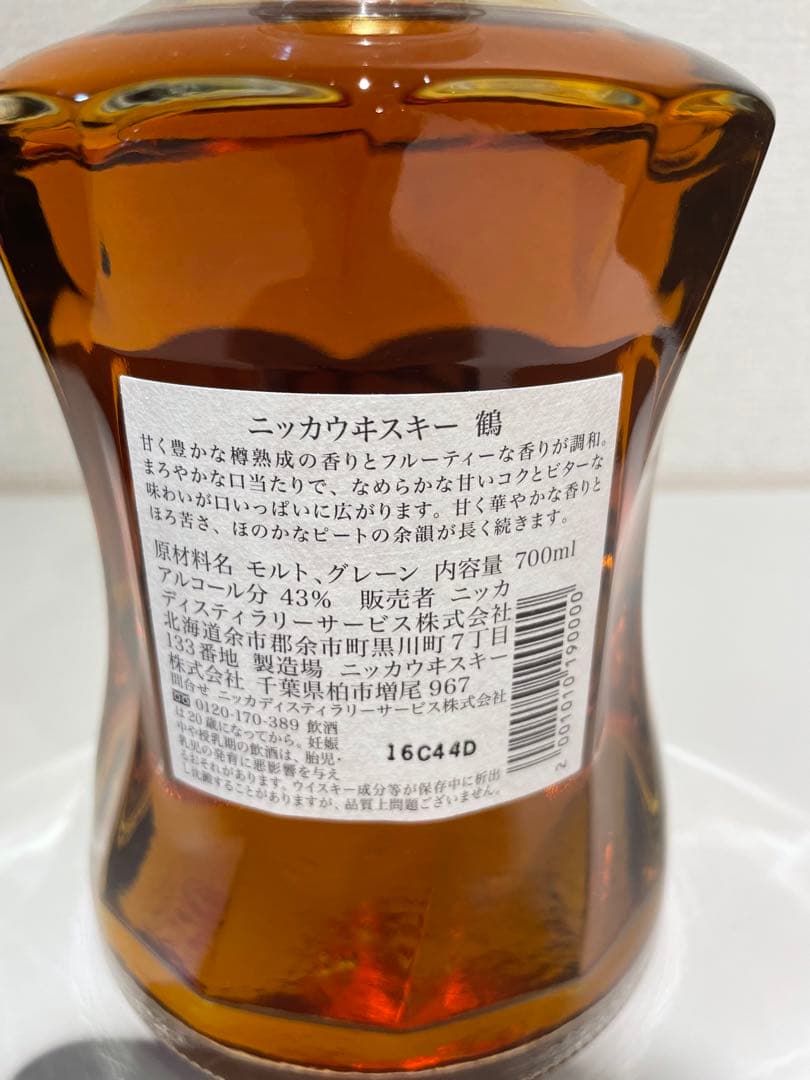 ニッカウヰスキー 鶴
甘く豊かな樽熟成の香りとフルーティーな香りが調和。
まろやかな口当たりで、なめらかな甘いコクとビターな
味わいが口いっぱいに広がります。甘く華やかな香りと
ほろ苦さ、ほのかなピートの余韻が長く続きます。
原材料名 モルト、グレーン 内容量 700ml
アルコール分 43% 販売者 ニッカ
ディスティラリーサービス株式会社
北海道余市郡余市町黒川町7丁目
133番地 製造場 ニッカウヰスキー
株式会社 千葉県柏市増尾967
問合せ ニッカディスティラリーサービス株式会社
0120-170-389 飲酒
は20歳になってから。妊娠
中や授乳期の飲酒は、胎児・
乳児の発育に悪影響を与え
るおそれがあります。ウイスキー成分等が保存中に析出
し混濁することがありますが、品質上問題ございません。
16C44D
2 001010 190000